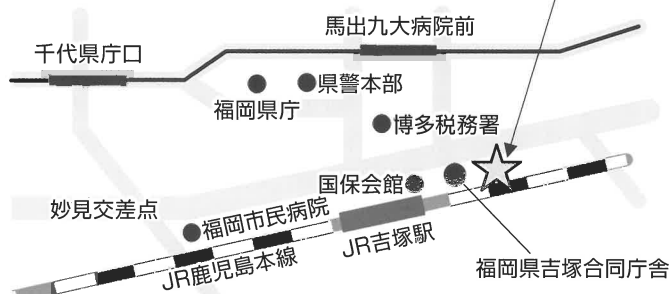 馬出九大病院前
千代県庁口
県警本部
福岡県庁
博多税務署
国保会館
妙見交差点
福岡市民病院
JR吉塚駅
JR鹿児島本線
福岡県吉塚合同庁舎